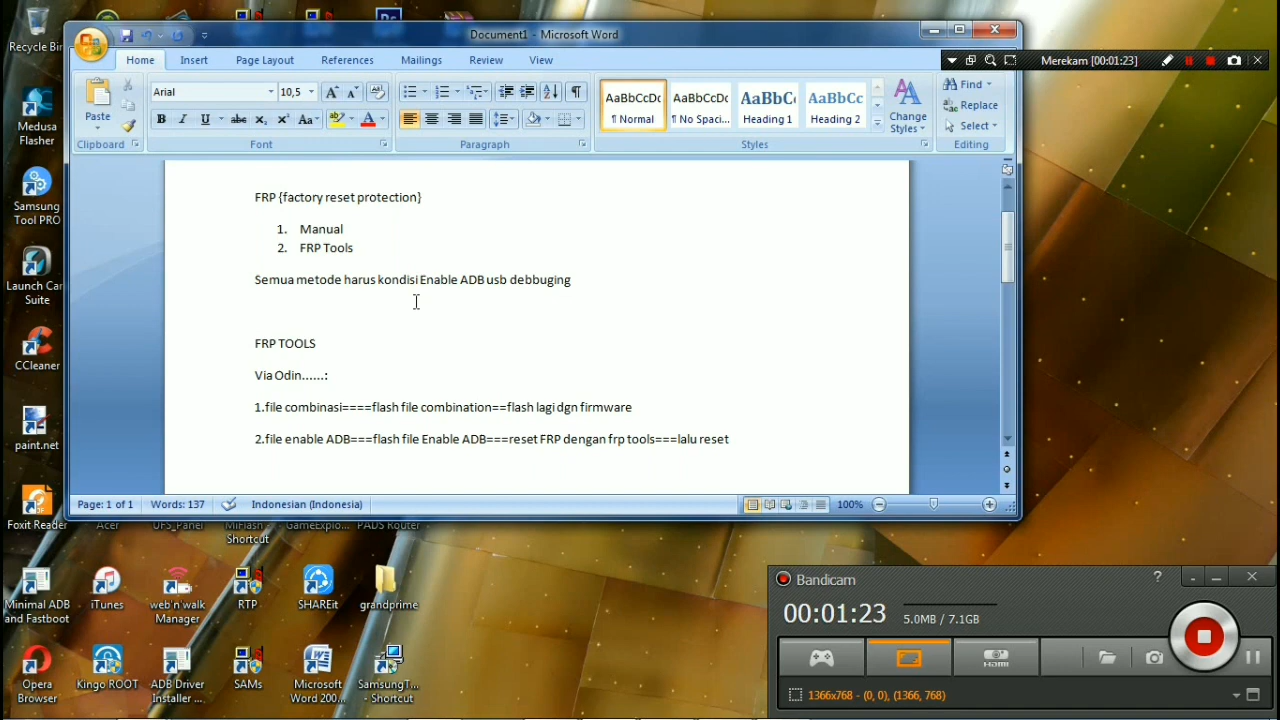 Recycle Bin
Document1 - Microsoft Word
Home
Insert
Page Layout
References
Mailings
Review
View
Merekam [00:01:23]
Paste
Clipboard
Arial
10,5
Font
Paragraph
AaBbCcDc
¶ Normal
AaBbCcDc
¶ No Spaci...
AaBbCc
Heading 1
AaBbCc
Heading 2
Change
Styles
Styles
Find
Replace
Select
Editing
Medusa
Flasher
Samsung
Tool PRO
Launch Car
Suite
CCleaner
paint.net
Foxit Reader
FRP {factory reset protection}
1. Manual
2. FRP Tools
Semua metode harus kondisi Enable ADB usb debbuging
FRP TOOLS
Via Odin......:
1.file combinasi====flash file combination==flash lagi dgn firmware
2.file enable ADB===flash file Enable ADB===reset FRP dengan frp tools===lalu reset
Page: 1 of 1
Words: 137
Indonesian (Indonesia)
100%
Acer
UFS_Panel
MiFlash -
Shortcut
GameExplo...
PADS Router
Minimal ADB
and Fastboot
iTunes
web'n'walk
Manager
RTP
SHAREit
grandprime
Opera
Browser
Kingo ROOT
ADB Driver
Installer ...
SAMs
Microsoft
Word 200...
SamsungT...
- Shortcut
Bandicam
00:01:23
5.0MB / 7.1GB
HDMI
1366x768 - (0, 0), (1366, 768)